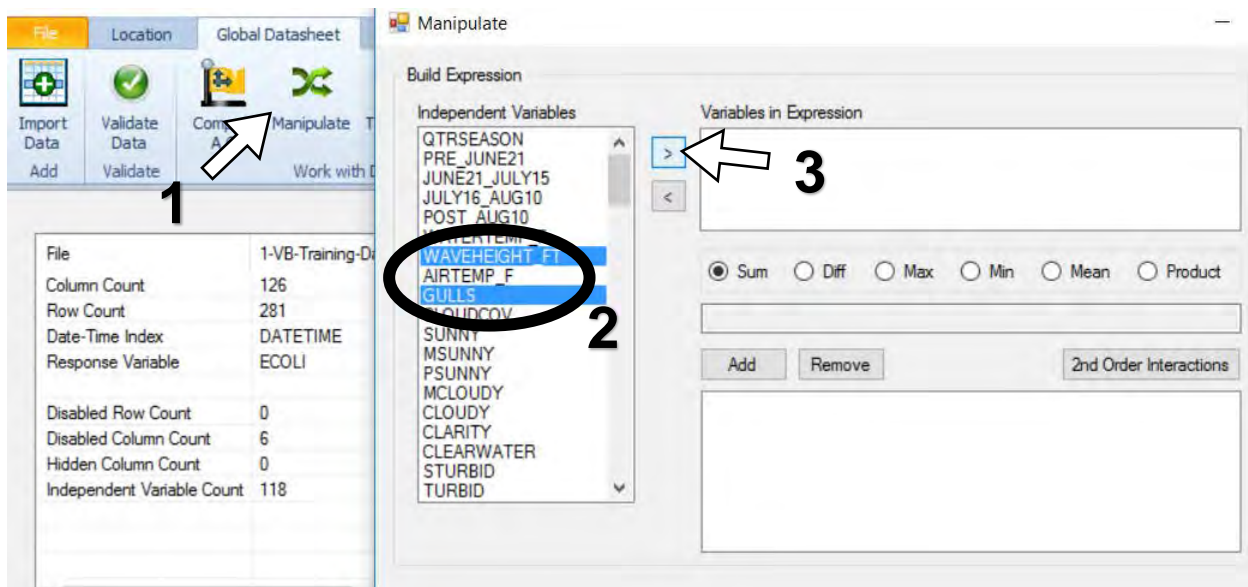 File Location Global Datasheet
Import Data
Validate Data
Manipulate
Add Validate Work with
1
File 1-VB-Training-Da
Column Count 126
Row Count 281
Date-Time Index DATETIME
Response Variable ECOLI
Disabled Row Count 0
Disabled Column Count 6
Hidden Column Count 0
Independent Variable Count 118
Manipulate
Build Expression
Independent Variables
QTRSEASON
PRE_JUNE21
JUNE21_JULY15
JULY16_AUG10
POST_AUG10
WAVEHEIGHT_FT
AIRTEMP_F
GULLS
CLOUDCOV
SUNNY
MSUNNY
PSUNNY
MCLOUDY
CLOUDY
CLARITY
CLEARWATER
STURBID
TURBID
2
>
<
3
Variables in Expression
Sum Diff Max Min Mean Product
Add Remove 2nd Order Interactions